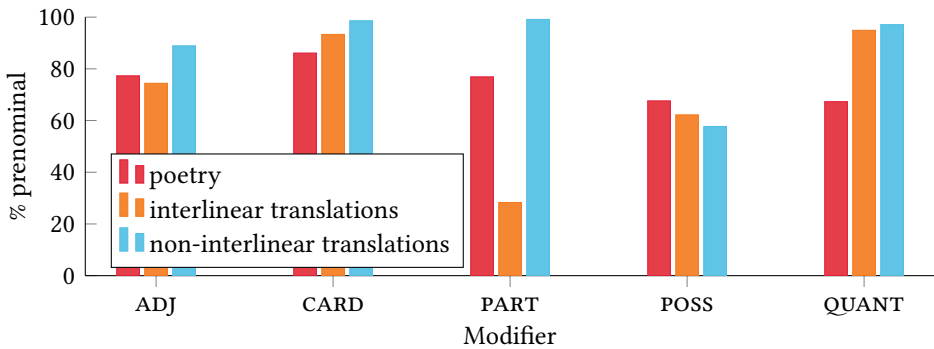 % prenominal
100
80
60
40
20
0
poetry
interlinear translations
non-interlinear translations
ADJ CARD PART POSS QUANT
Modifier